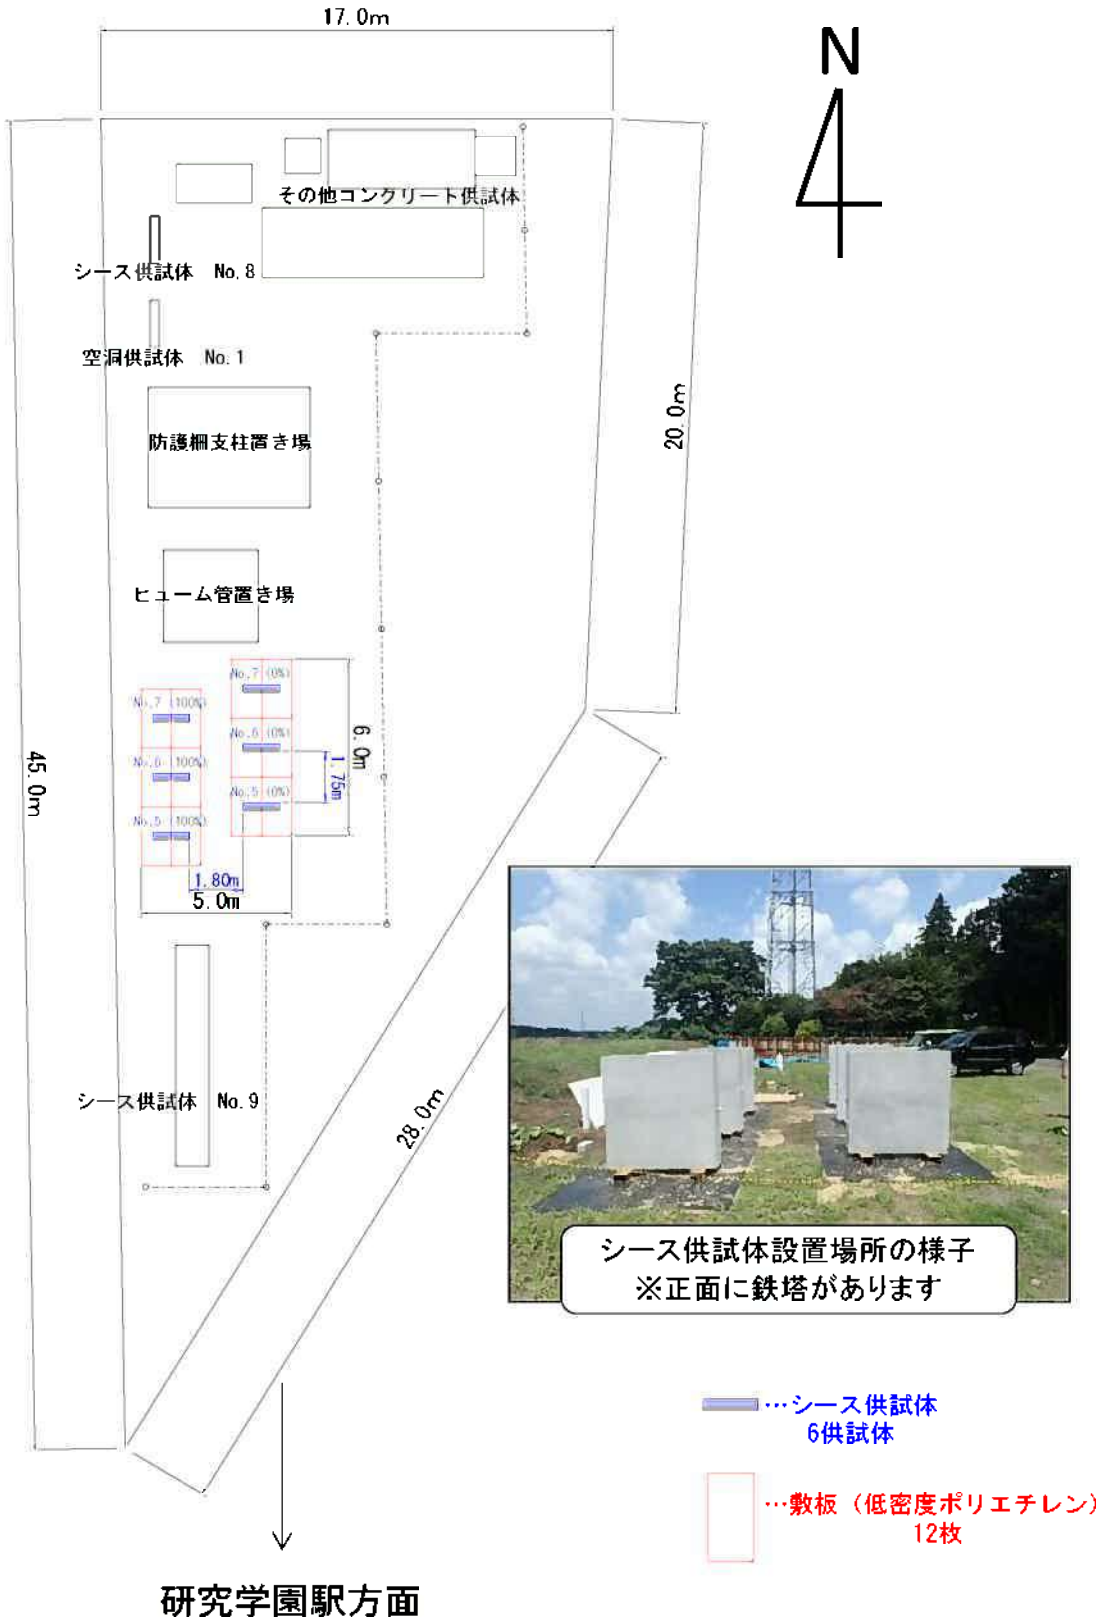 17.0m
N
その他コンクリート供試体
シース供試体 No.8
空洞供試体 No.1
防護柵支柱置き場
20.0m
ヒューム管置き場
No.7 (0%)
No.7 (100%)
No.6 (0%)
No.6 (100%)
No.5 (0%)
No.5 (100%)
6.0m
1.75m
45.0m
1.80m
5.0m
シース供試体 No.9
28.0m
シース供試体設置場所の様子
※正面に鉄塔があります
…シース供試体
6供試体
…敷板（低密度ポリエチレン）
12枚
研究学園駅方面